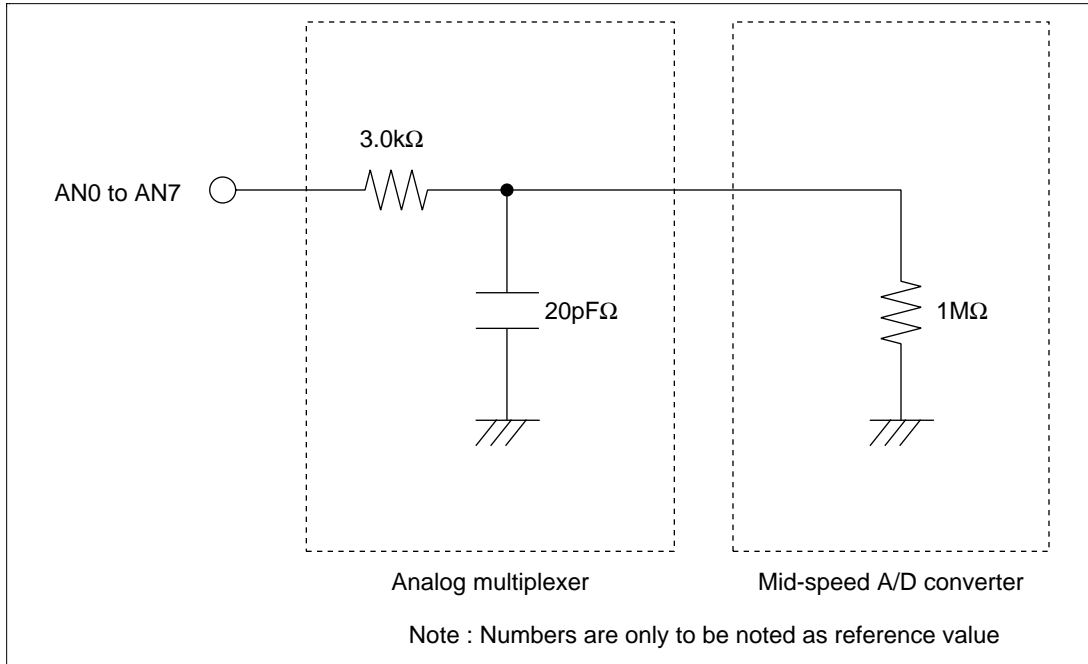 3.0kΩ
AN0 to AN7
20pFΩ
1MΩ
Analog multiplexer
Mid-speed A/D converter
Note : Numbers are only to be noted as reference value